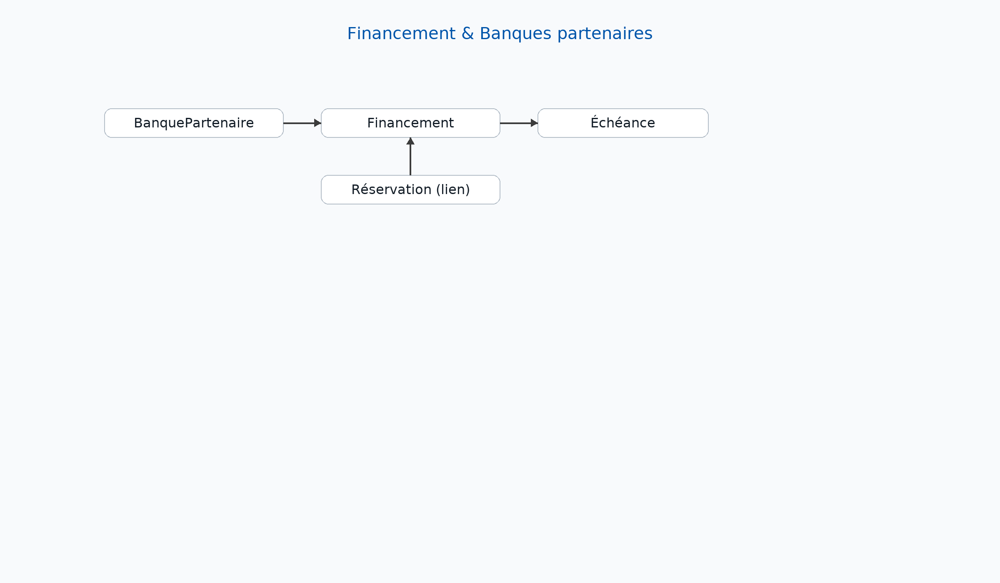 Financement & Banques partenaires
BanquePartenaire
Financement
Échéance
Réservation (lien)